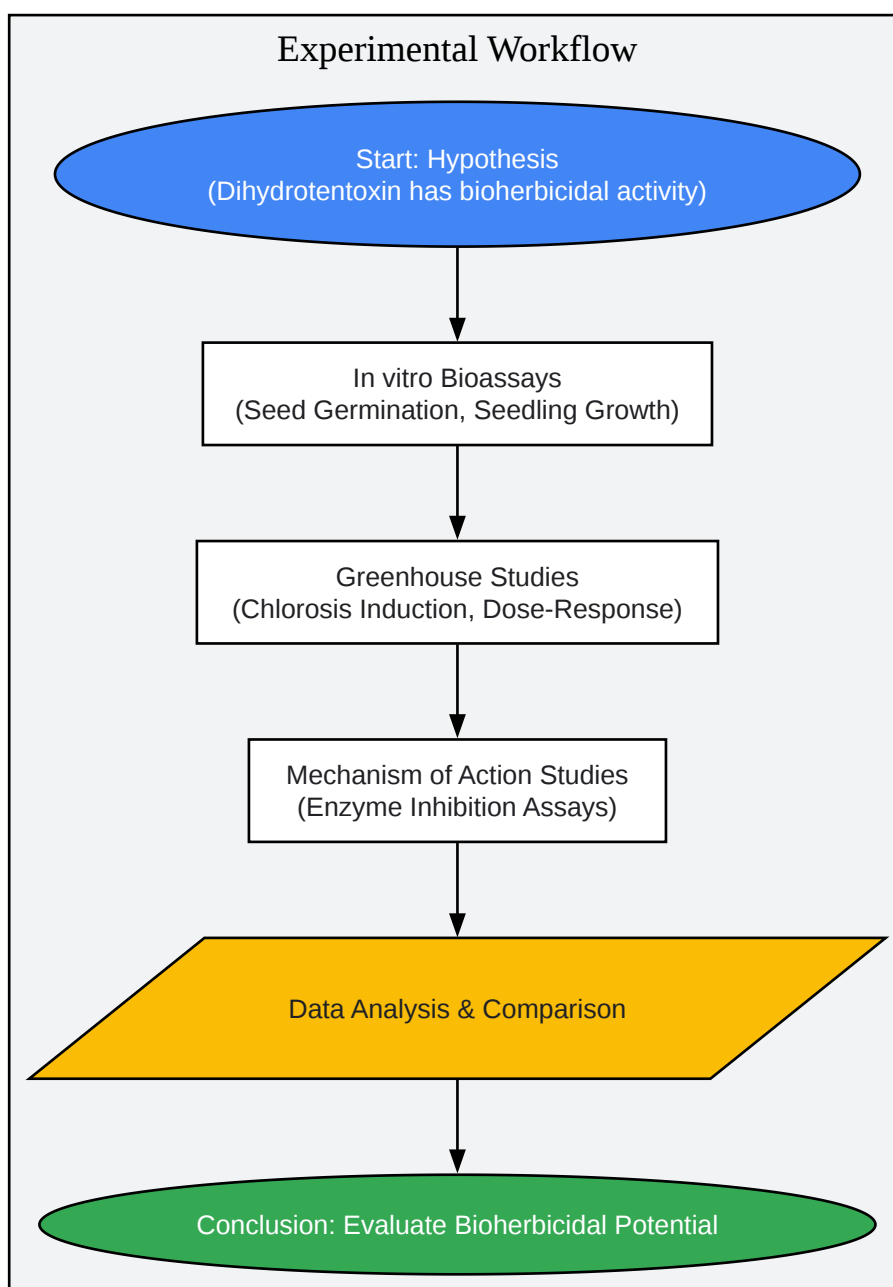 Experimental Workflow
Start: Hypothesis
(Dihydrotentoxin has bioherbicidal activity)
In vitro Bioassays
(Seed Germination, Seedling Growth)
Greenhouse Studies
(Chlorosis Induction, Dose-Response)
Mechanism of Action Studies
(Enzyme Inhibition Assays)
Data Analysis & Comparison
Conclusion: Evaluate Bioherbicidal Potential